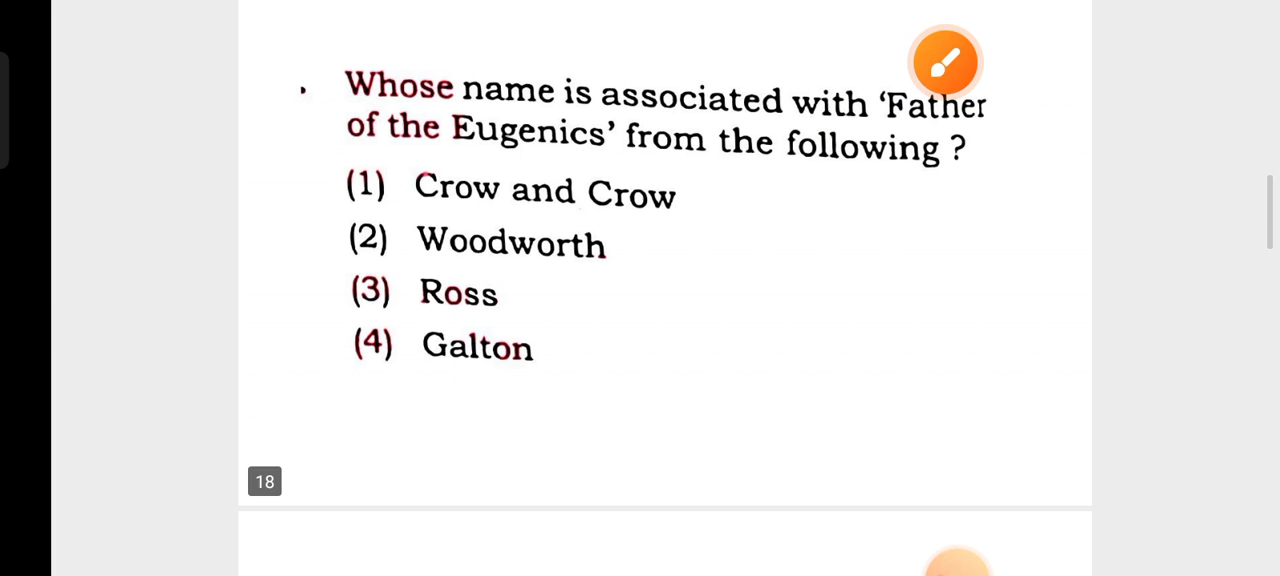 Whose name is associated with ‘Father
of the Eugenics’ from the following ?
(1) Crow and Crow
(2) Woodworth
(3) Ross
(4) Galton
18